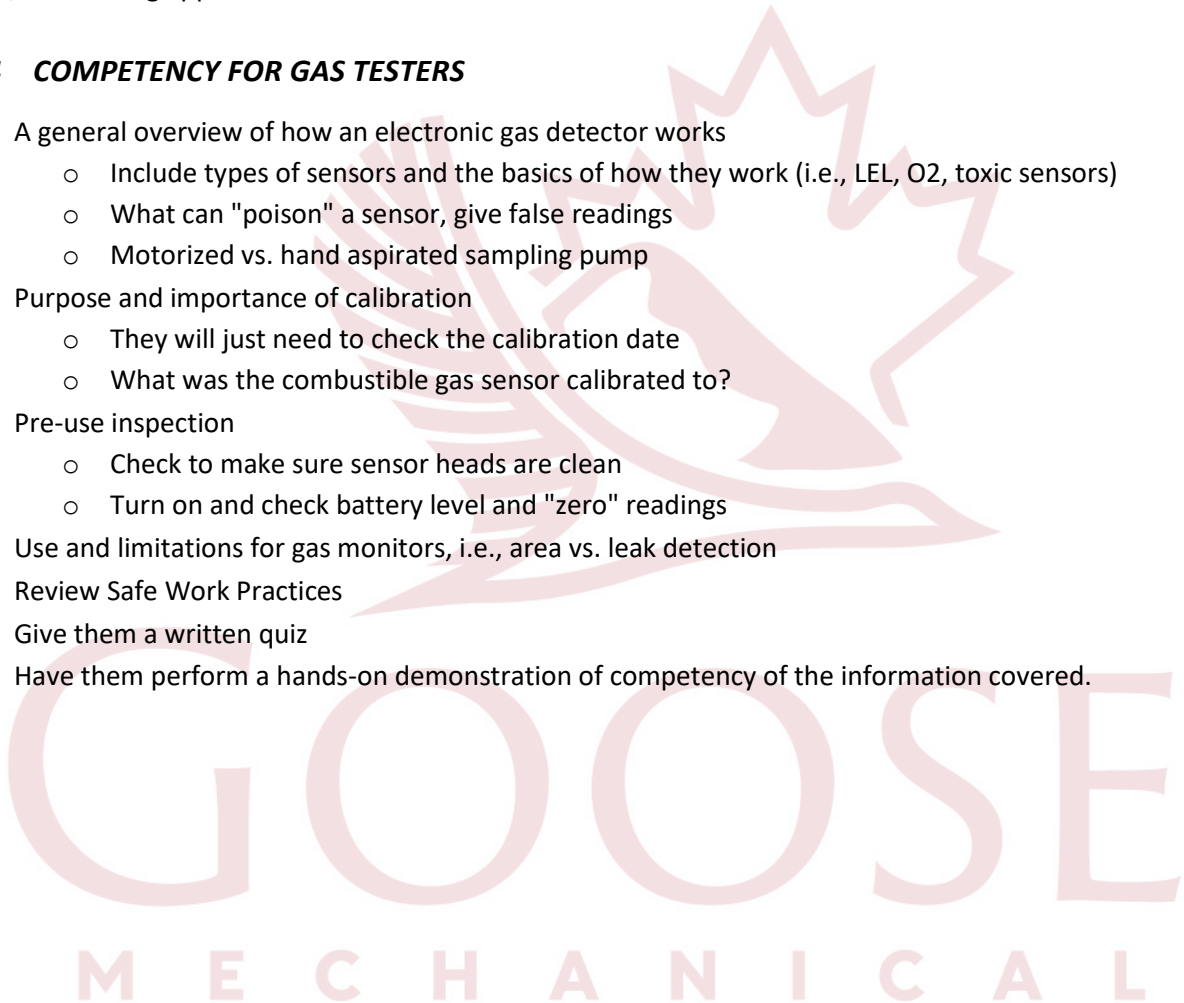 COMPETENCY FOR GAS TESTERS
A general overview of how an electronic gas detector works
o Include types of sensors and the basics of how they work (i.e., LEL, O2, toxic sensors)
o What can "poison" a sensor, give false readings
o Motorized vs. hand aspirated sampling pump
Purpose and importance of calibration
o They will just need to check the calibration date
o What was the combustible gas sensor calibrated to?
Pre-use inspection
o Check to make sure sensor heads are clean
o Turn on and check battery level and "zero" readings
Use and limitations for gas monitors, i.e., area vs. leak detection
Review Safe Work Practices
Give them a written quiz
Have them perform a hands-on demonstration of competency of the information covered.
GOOSE
MECHANICAL